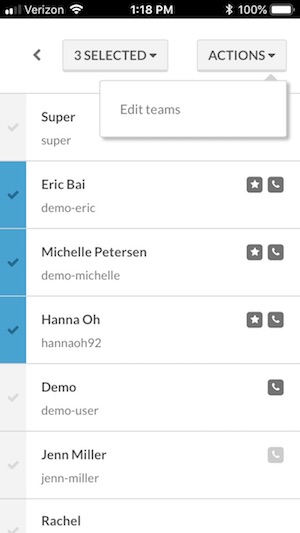 Verizon 1:18 PM 100%
3 SELECTED ACTIONS
Edit teams
Super
super
Eric Bai
demo-eric
Michelle Petersen
demo-michelle
Hanna Oh
hannaoh92
Demo
demo-user
Jenn Miller
jenn-miller
Rachel